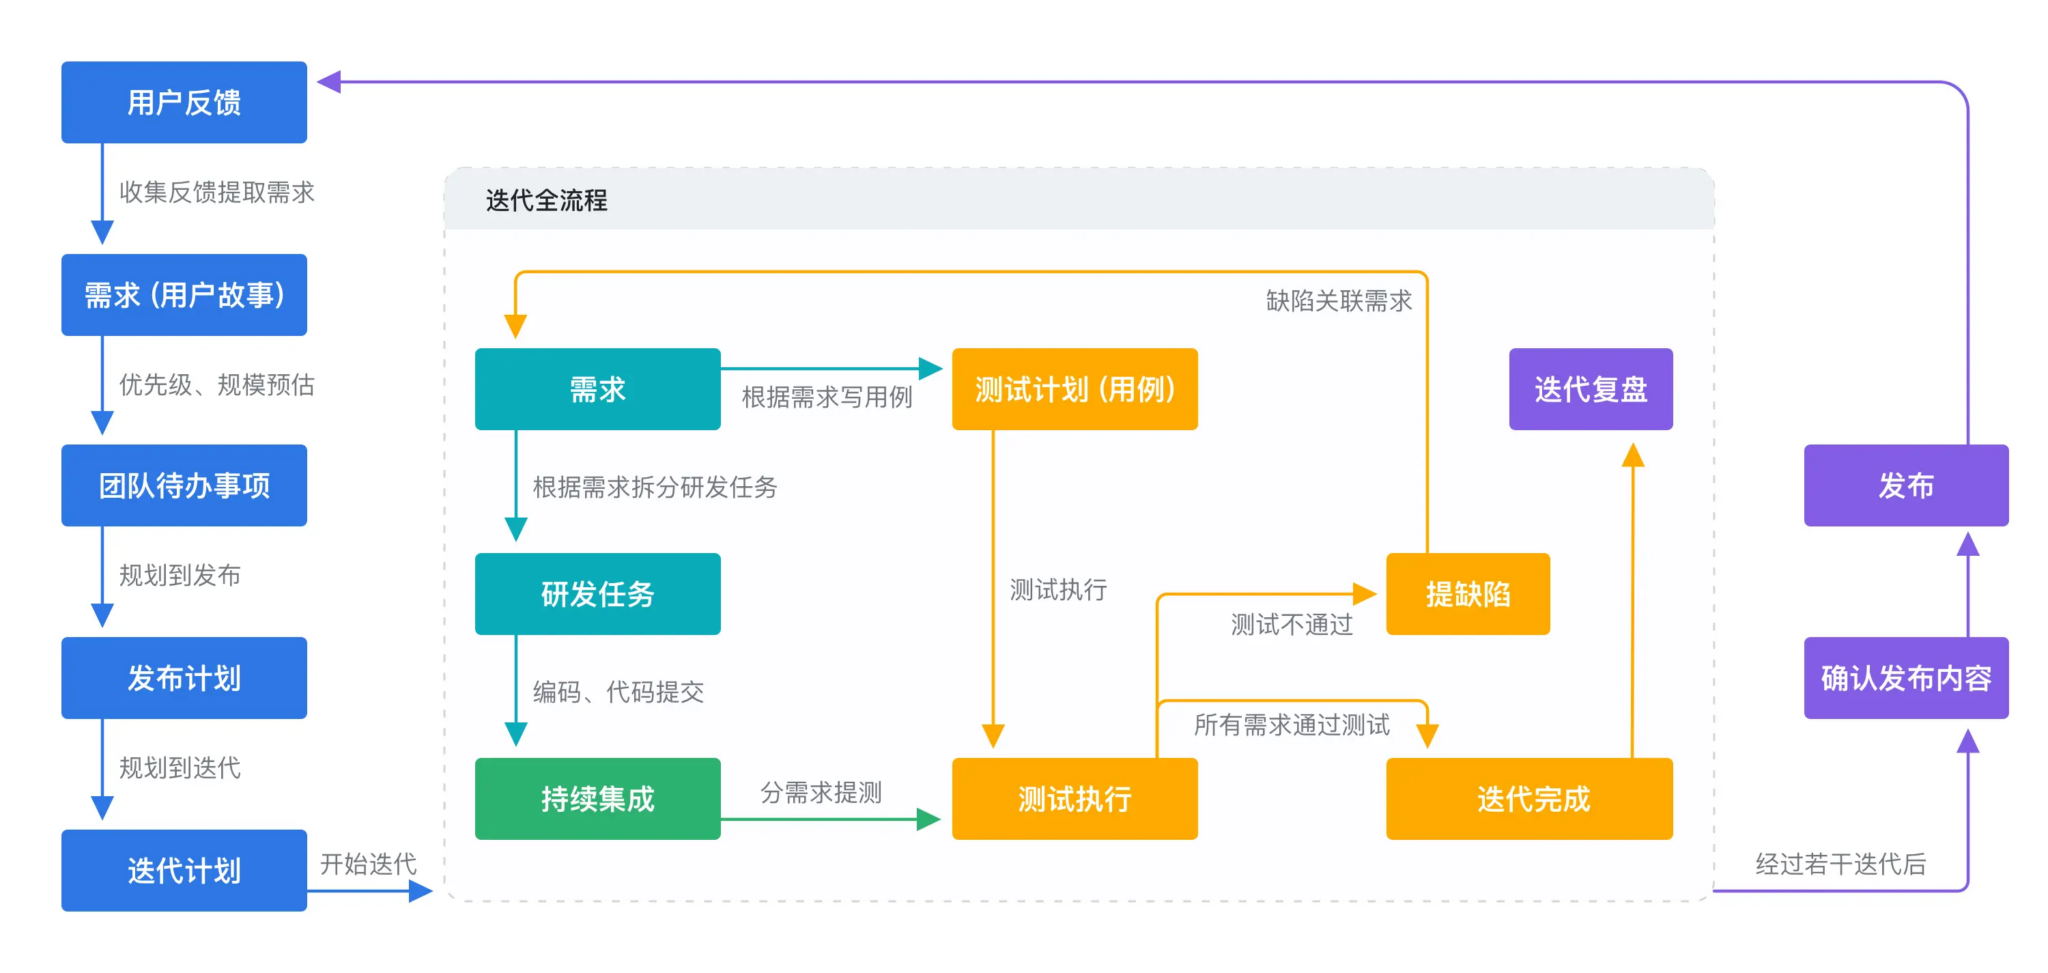 用户反馈
收集反馈提取需求
需求 (用户故事)
优先级、规模预估
团队待办事项
规划到发布
发布计划
规划到迭代
迭代计划
开始迭代
迭代全流程
缺陷关联需求
需求
根据需求写用例
测试计划 (用例)
迭代复盘
根据需求拆分研发任务
研发任务
测试执行
测试不通过
提缺陷
编码、代码提交
所有需求通过测试
持续集成
分需求提测
测试执行
迭代完成
经过若干迭代后
确认发布内容
发布